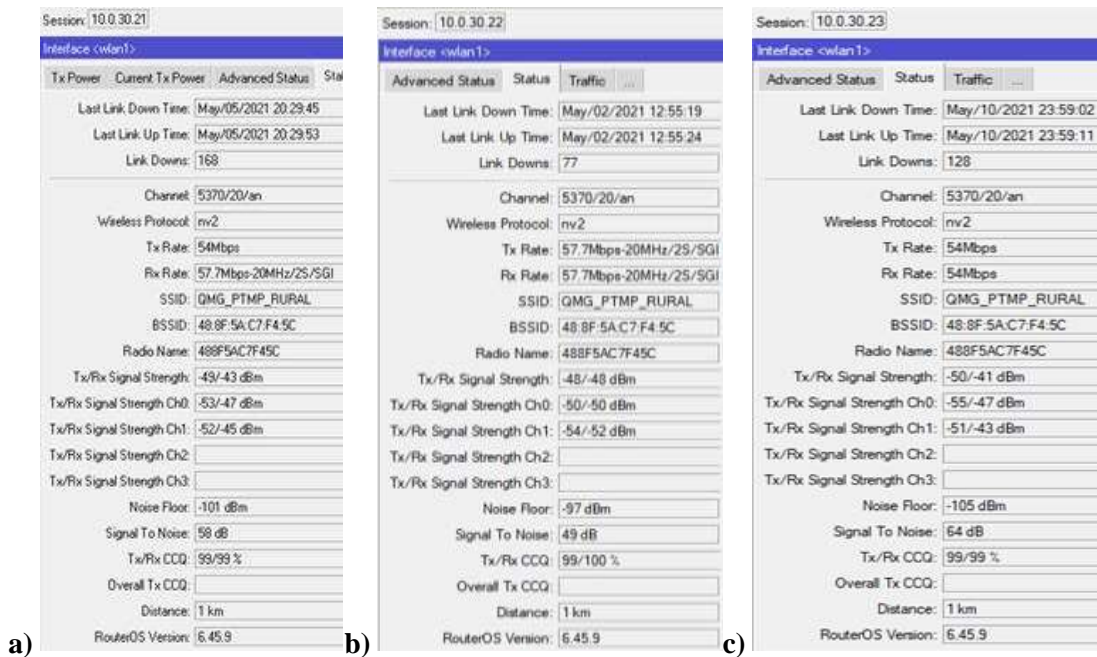 Session: 10.0.30.21
Interface <wlan1>
Tx Power Current Tx Power Advanced Status Stat
Last Link Down Time: May/05/2021 20:29:45
Last Link Up Time: May/05/2021 20:29:53
Link Downs: 168
Channel: 5370/20/an
Wireless Protocol: nv2
Tx Rate: 54Mbps
Rx Rate: 57.7Mbps-20MHz/2S/SGI
SSID: QMG_PTMP_RURAL
BSSID: 48:8F:5A:C7:F4:5C
Radio Name: 488F5AC7F45C
Tx/Rx Signal Strength: -49/-43 dBm
Tx/Rx Signal Strength Ch0: -53/-47 dBm
Tx/Rx Signal Strength Ch1: -52/-45 dBm
Tx/Rx Signal Strength Ch2:
Tx/Rx Signal Strength Ch3:
Noise Floor: -101 dBm
Signal To Noise: 58 dB
Tx/Rx CCQ: 99/99 %
Overall Tx CCQ:
Distance: 1 km
RouterOS Version: 6.45.9
a)
Session: 10.0.30.22
Interface <wlan1>
Advanced Status Status Traffic ...
Last Link Down Time: May/02/2021 12:55:19
Last Link Up Time: May/02/2021 12:55:24
Link Downs: 77
Channel: 5370/20/an
Wireless Protocol: nv2
Tx Rate: 57.7Mbps-20MHz/2S/SGI
Rx Rate: 57.7Mbps-20MHz/2S/SGI
SSID: QMG_PTMP_RURAL
BSSID: 48:8F:5A:C7:F4:5C
Radio Name: 488F5AC7F45C
Tx/Rx Signal Strength: -48/-48 dBm
Tx/Rx Signal Strength Ch0: -50/-50 dBm
Tx/Rx Signal Strength Ch1: -54/-52 dBm
Tx/Rx Signal Strength Ch2:
Tx/Rx Signal Strength Ch3:
Noise Floor: -97 dBm
Signal To Noise: 49 dB
Tx/Rx CCQ: 99/100 %
Overall Tx CCQ:
Distance: 1 km
RouterOS Version: 6.45.9
b)
Session: 10.0.30.23
Interface <wlan1>
Advanced Status Status Traffic ...
Last Link Down Time: May/10/2021 23:59:02
Last Link Up Time: May/10/2021 23:59:11
Link Downs: 128
Channel: 5370/20/an
Wireless Protocol: nv2
Tx Rate: 54Mbps
Rx Rate: 54Mbps
SSID: QMG_PTMP_RURAL
BSSID: 48:8F:5A:C7:F4:5C
Radio Name: 488F5AC7F45C
Tx/Rx Signal Strength: -50/-41 dBm
Tx/Rx Signal Strength Ch0: -55/-47 dBm
Tx/Rx Signal Strength Ch1: -51/-43 dBm
Tx/Rx Signal Strength Ch2:
Tx/Rx Signal Strength Ch3:
Noise Floor: -105 dBm
Signal To Noise: 64 dB
Tx/Rx CCQ: 99/99 %
Overall Tx CCQ:
Distance: 1 km
RouterOS Version: 6.45.9
c)